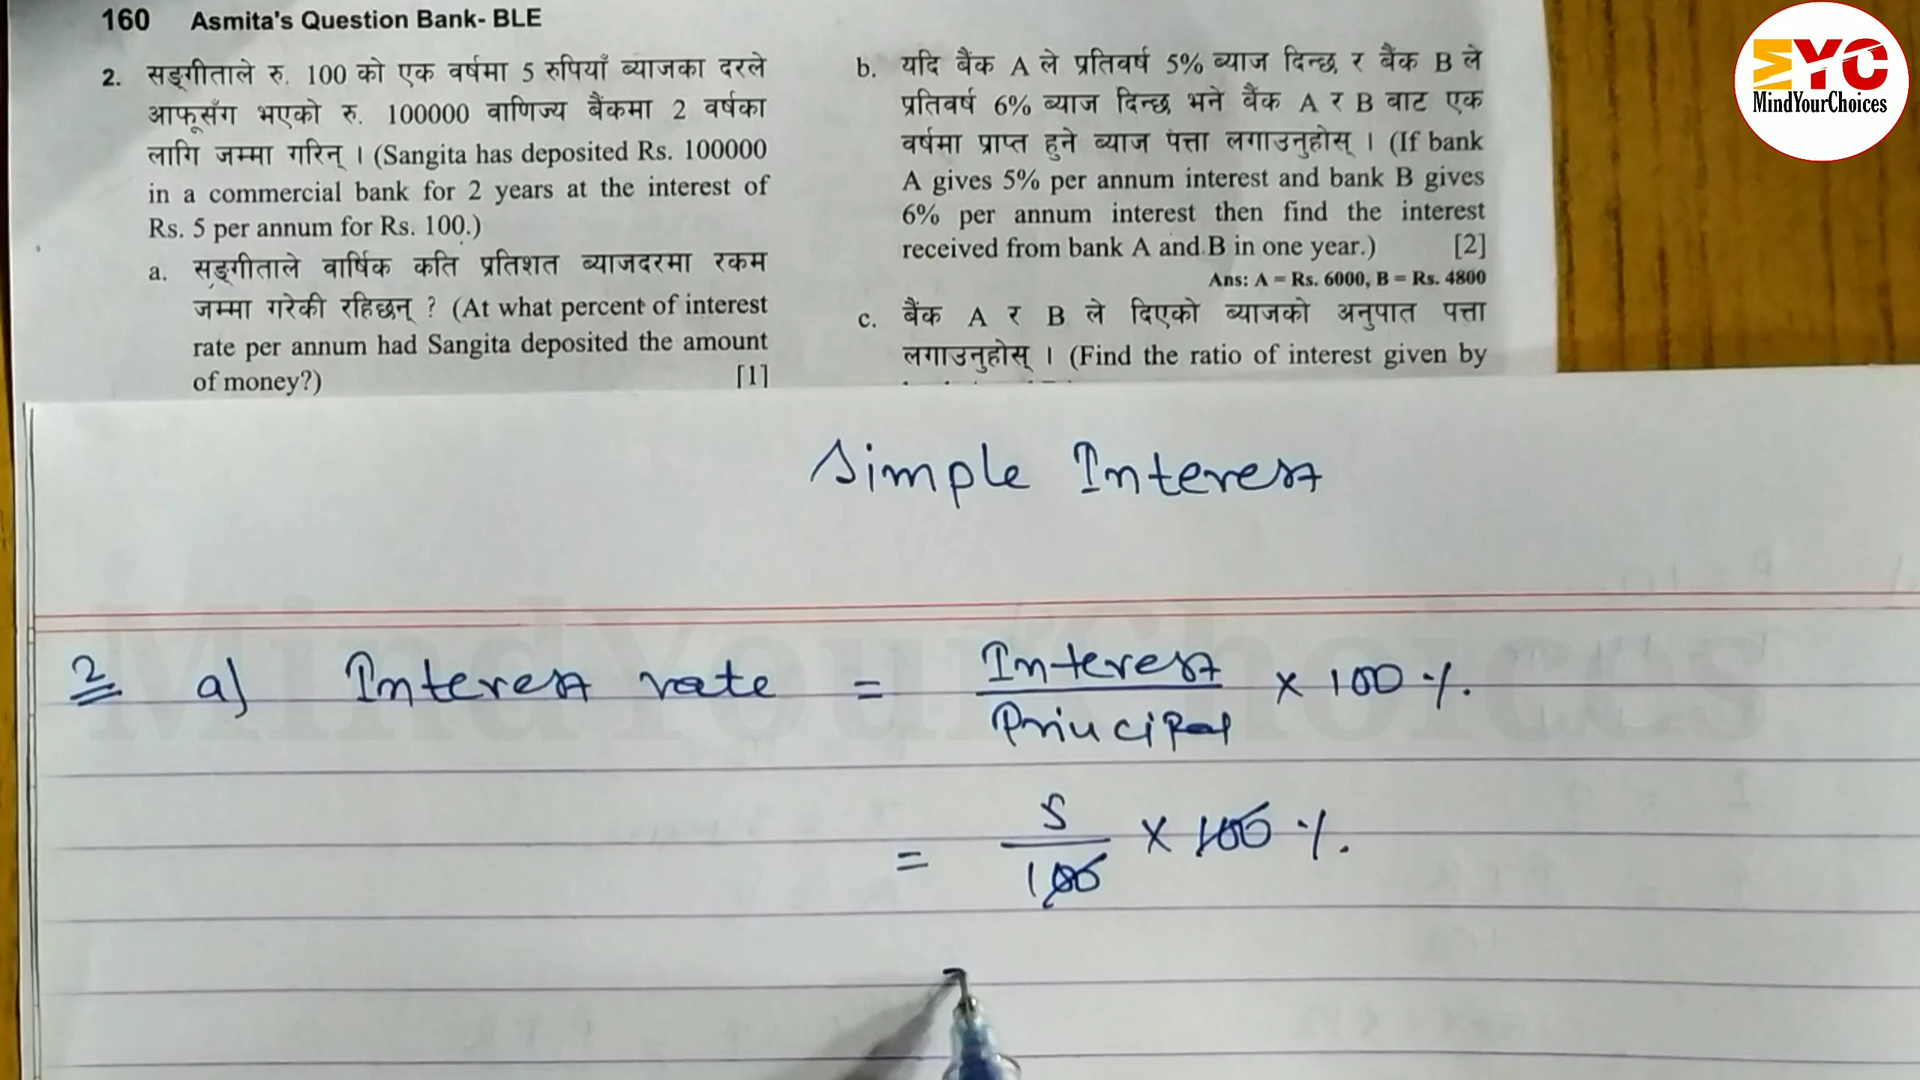 160 Asmita's Question Bank- BLE
2. सङ्गीताले रु. 100 को एक वर्षमा 5 रुपियाँ ब्याजका दरले
आफूसँग भएको रु. 100000 वाणिज्य बैंकमा 2 वर्षका
लागि जम्मा गरिन् । (Sangita has deposited Rs. 100000
in a commercial bank for 2 years at the interest of
Rs. 5 per annum for Rs. 100.)
a. सङ्गीताले वार्षिक कति प्रतिशत ब्याजदरमा रकम
जम्मा गरेकी रहिछन् ? (At what percent of interest
rate per annum had Sangita deposited the amount
of money?) [1]
b. यदि बैंक A ले प्रतिवर्ष 5% ब्याज दिन्छ र बैंक B ले
प्रतिवर्ष 6% ब्याज दिन्छ भने बैंक A र B बाट एक
वर्षमा प्राप्त हुने ब्याज पत्ता लगाउनुहोस् । (If bank
A gives 5% per annum interest and bank B gives
6% per annum interest then find the interest
received from bank A and B in one year.) [2]
Ans: A = Rs. 6000, B = Rs. 4800
c. बैंक A र B ले दिएको ब्याजको अनुपात पत्ता
लगाउनुहोस् । (Find the ratio of interest given by
MYC
MindYourChoices
Simple Interest
MindYourChoices
2 a) Interest rate = Interest / Principal × 100 %.
= 5 / 100 × 100 %.